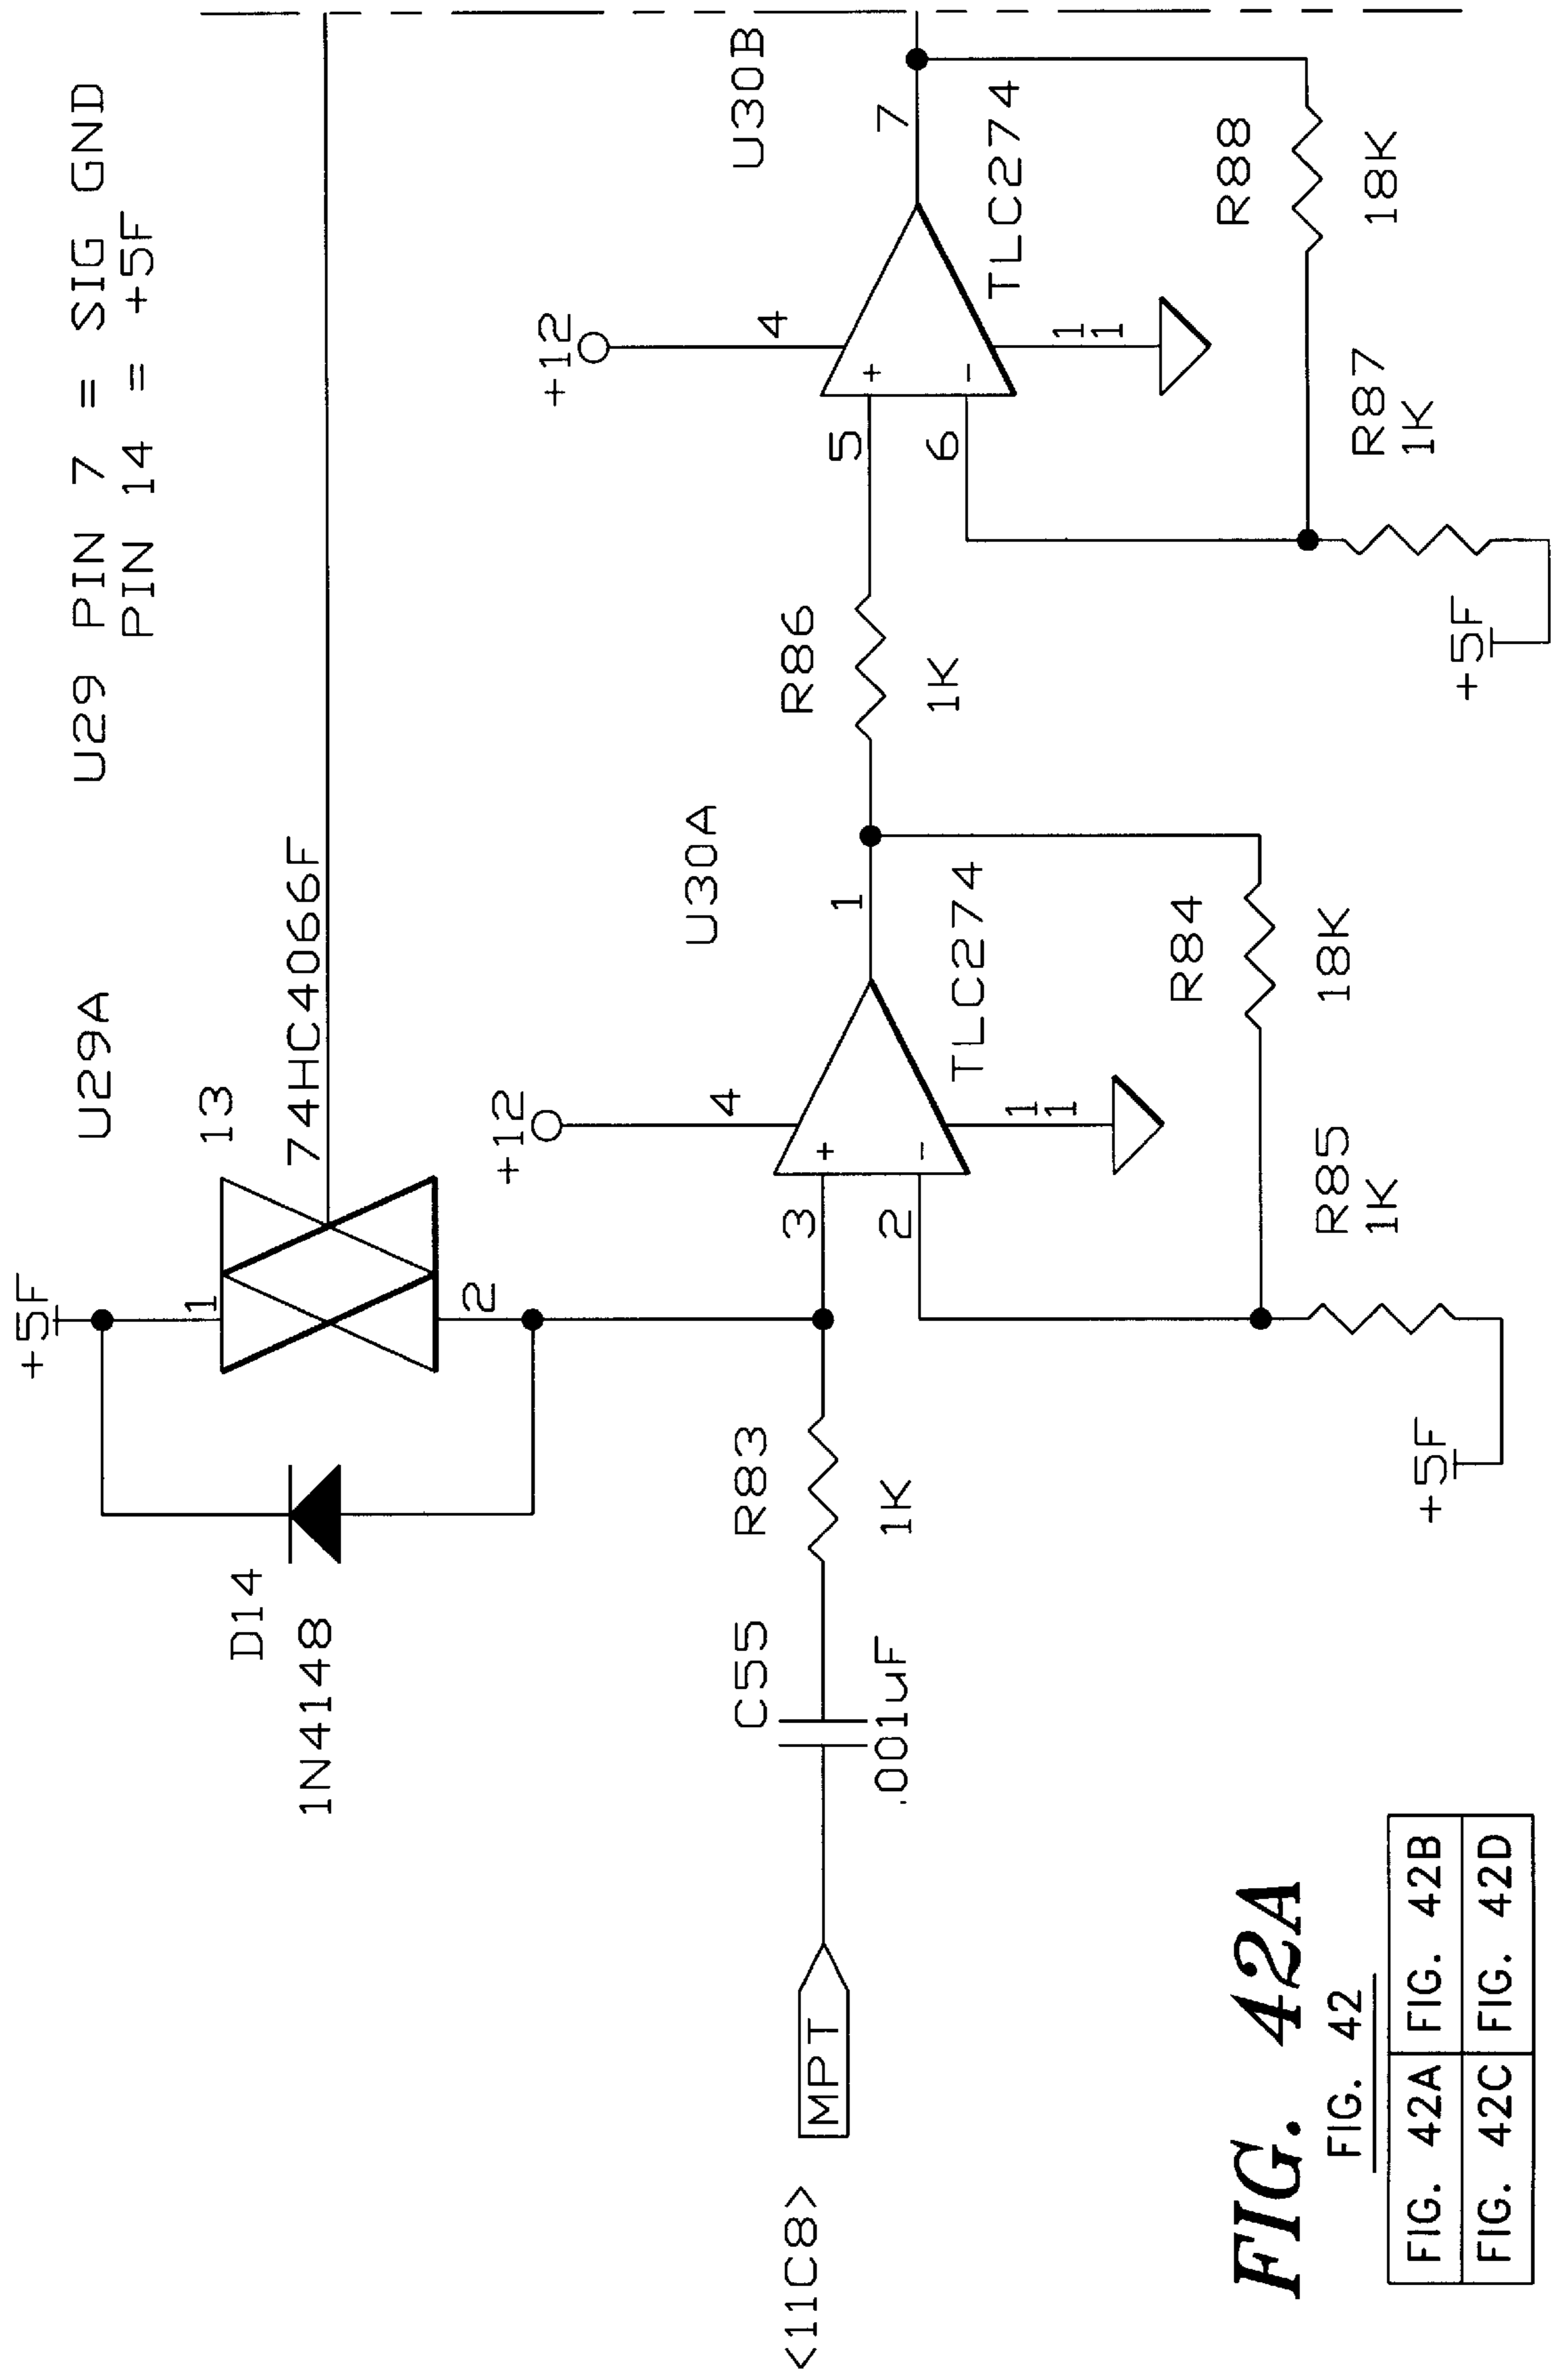 U29 PIN 7 = SIG GND
PIN 14 = +5F
+5F
U29A
1
13
74HC4066F
2
D14
1N4148
+12
4
U30A
3
+
2
-
1
TLC274
11
<11C8>
MPT
C55
.001uF
R83
1K
R84
18K
R85
1K
+5F
R86
1K
+12
4
U30B
5
+
6
-
7
TLC274
11
R88
18K
R87
1K
+5F
FIG. 42A
FIG. 42
FIG. 42A FIG. 42B
FIG. 42C FIG. 42D